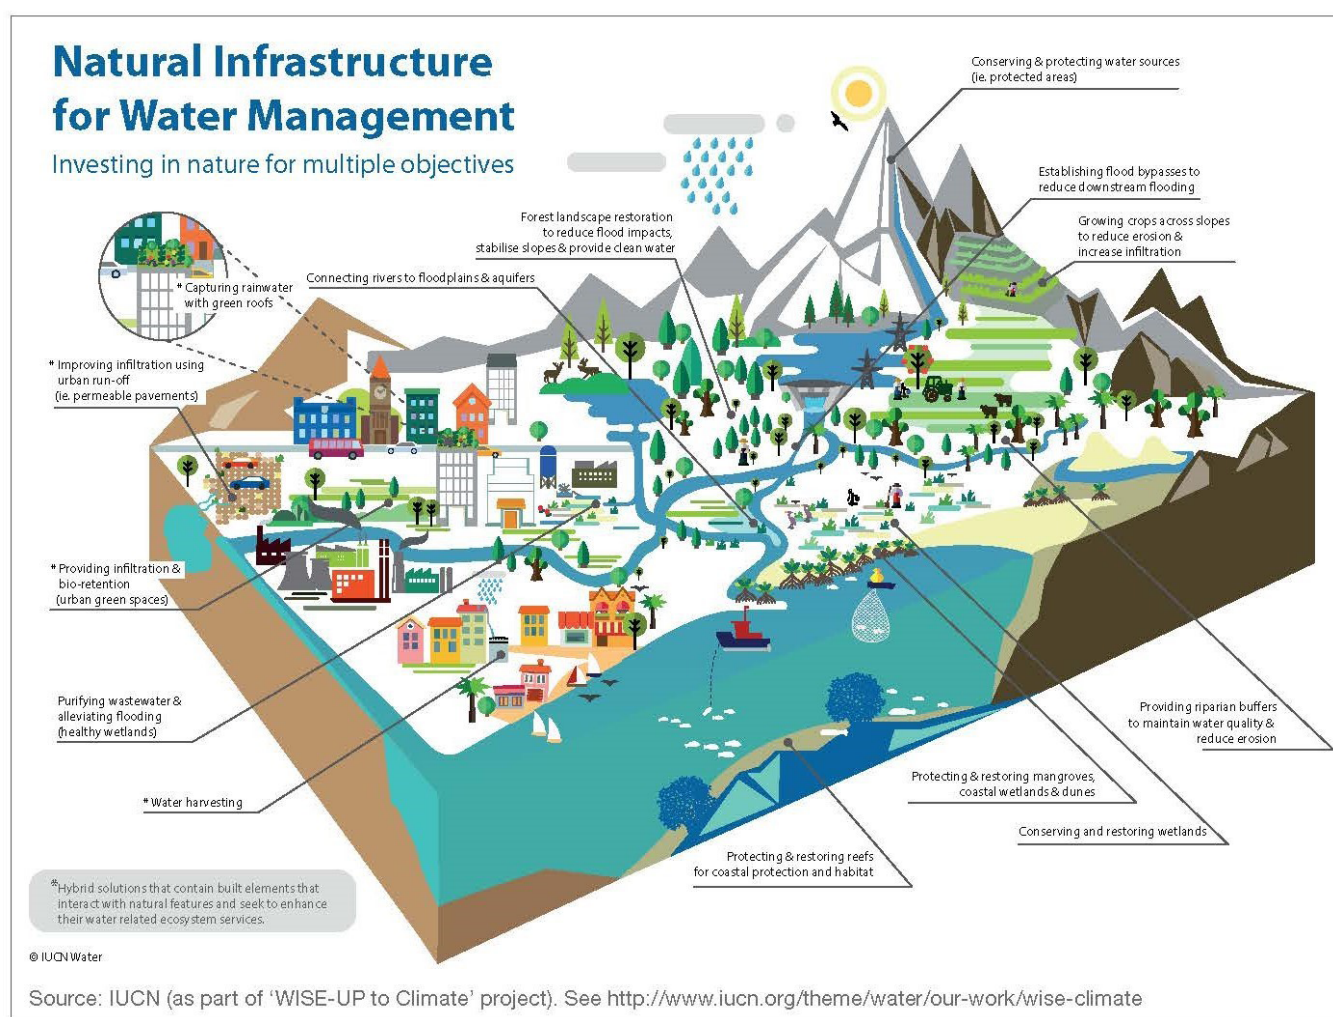 Natural Infrastructure
for Water Management
Investing in nature for multiple objectives
Conserving & protecting water sources
(ie. protected areas)
Establishing flood bypasses to
reduce downstream flooding
Growing crops across slopes
to reduce erosion &
increase infiltration
Forest landscape restoration
to reduce flood impacts,
stabilise slopes & provide clean water
Connecting rivers to floodplains & aquifers
* Capturing rainwater
with green roofs
* Improving infiltration using
urban run-off
(ie. permeable pavements)
* Providing infiltration &
bio-retention
(urban green spaces)
Purifying wastewater &
alleviating flooding
(healthy wetlands)
* Water harvesting
Providing riparian buffers
to maintain water quality &
reduce erosion
Protecting & restoring mangroves,
coastal wetlands & dunes
Conserving and restoring wetlands
Protecting & restoring reefs
for coastal protection and habitat
*Hybrid solutions that contain built elements that
interact with natural features and seek to enhance
their water related ecosystem services.
© IUCN Water
Source: IUCN (as part of ‘WISE-UP to Climate’ project). See http://www.iucn.org/theme/water/our-work/wise-climate